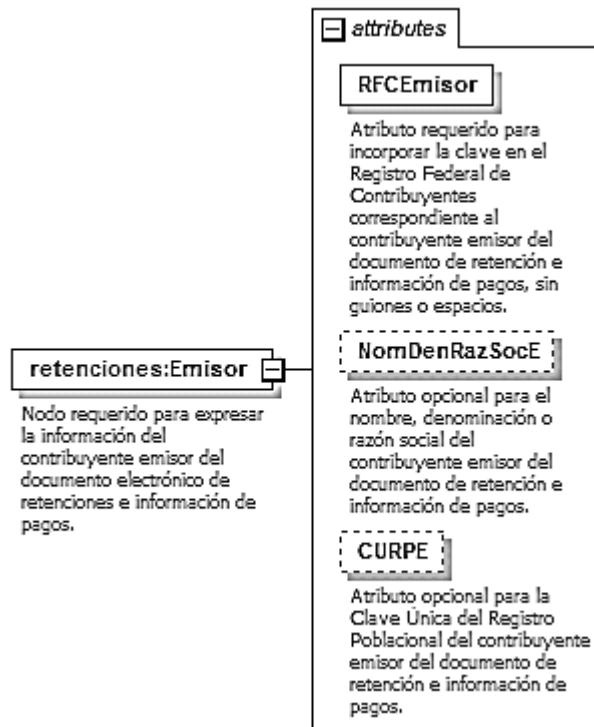 attributes
RFCEmisor
Atributo requerido para
incorporar la clave en el
Registro Federal de
Contribuyentes
correspondiente al
contribuyente emisor del
documento de retención e
información de pagos, sin
guiones o espacios.
retenciones:Emisor
Nodo requerido para expresar
la información del
contribuyente emisor del
documento electrónico de
retenciones e información de
pagos.
NomDenRazSocE
Atributo opcional para el
nombre, denominación o
razón social del
contribuyente emisor del
documento de retención e
información de pagos.
CURPE
Atributo opcional para la
Clave Única del Registro
Poblacional del contribuyente
emisor del documento de
retención e información de
pagos.